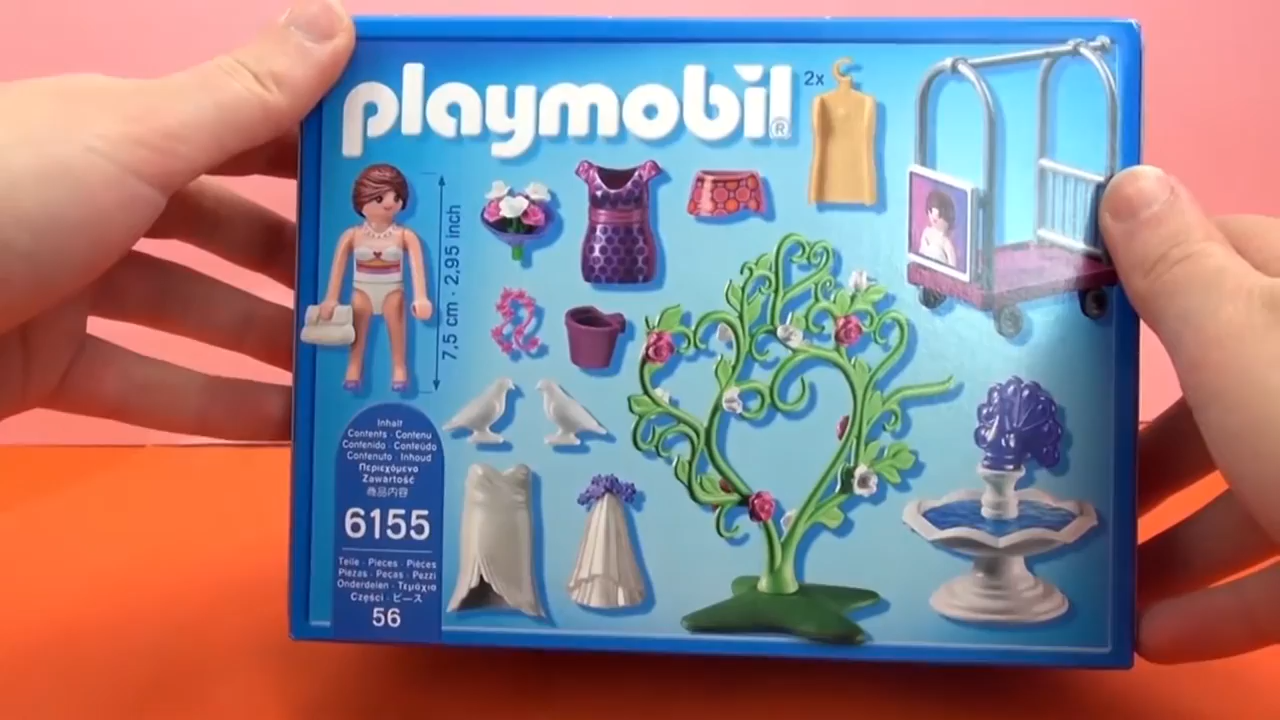 playmobil®
2x
7,5 cm · 2,95 inch
Inhalt
Contents · Contenu
Contenido · Conteúdo
Contenuto · Inhoud
Περιεχόμενα
Zawartość
商品内容
6155
Teile · Pieces · Pièces
Piezas · Peças · Pezzi
Onderdelen · Τεμάχια
Części · ピース
56